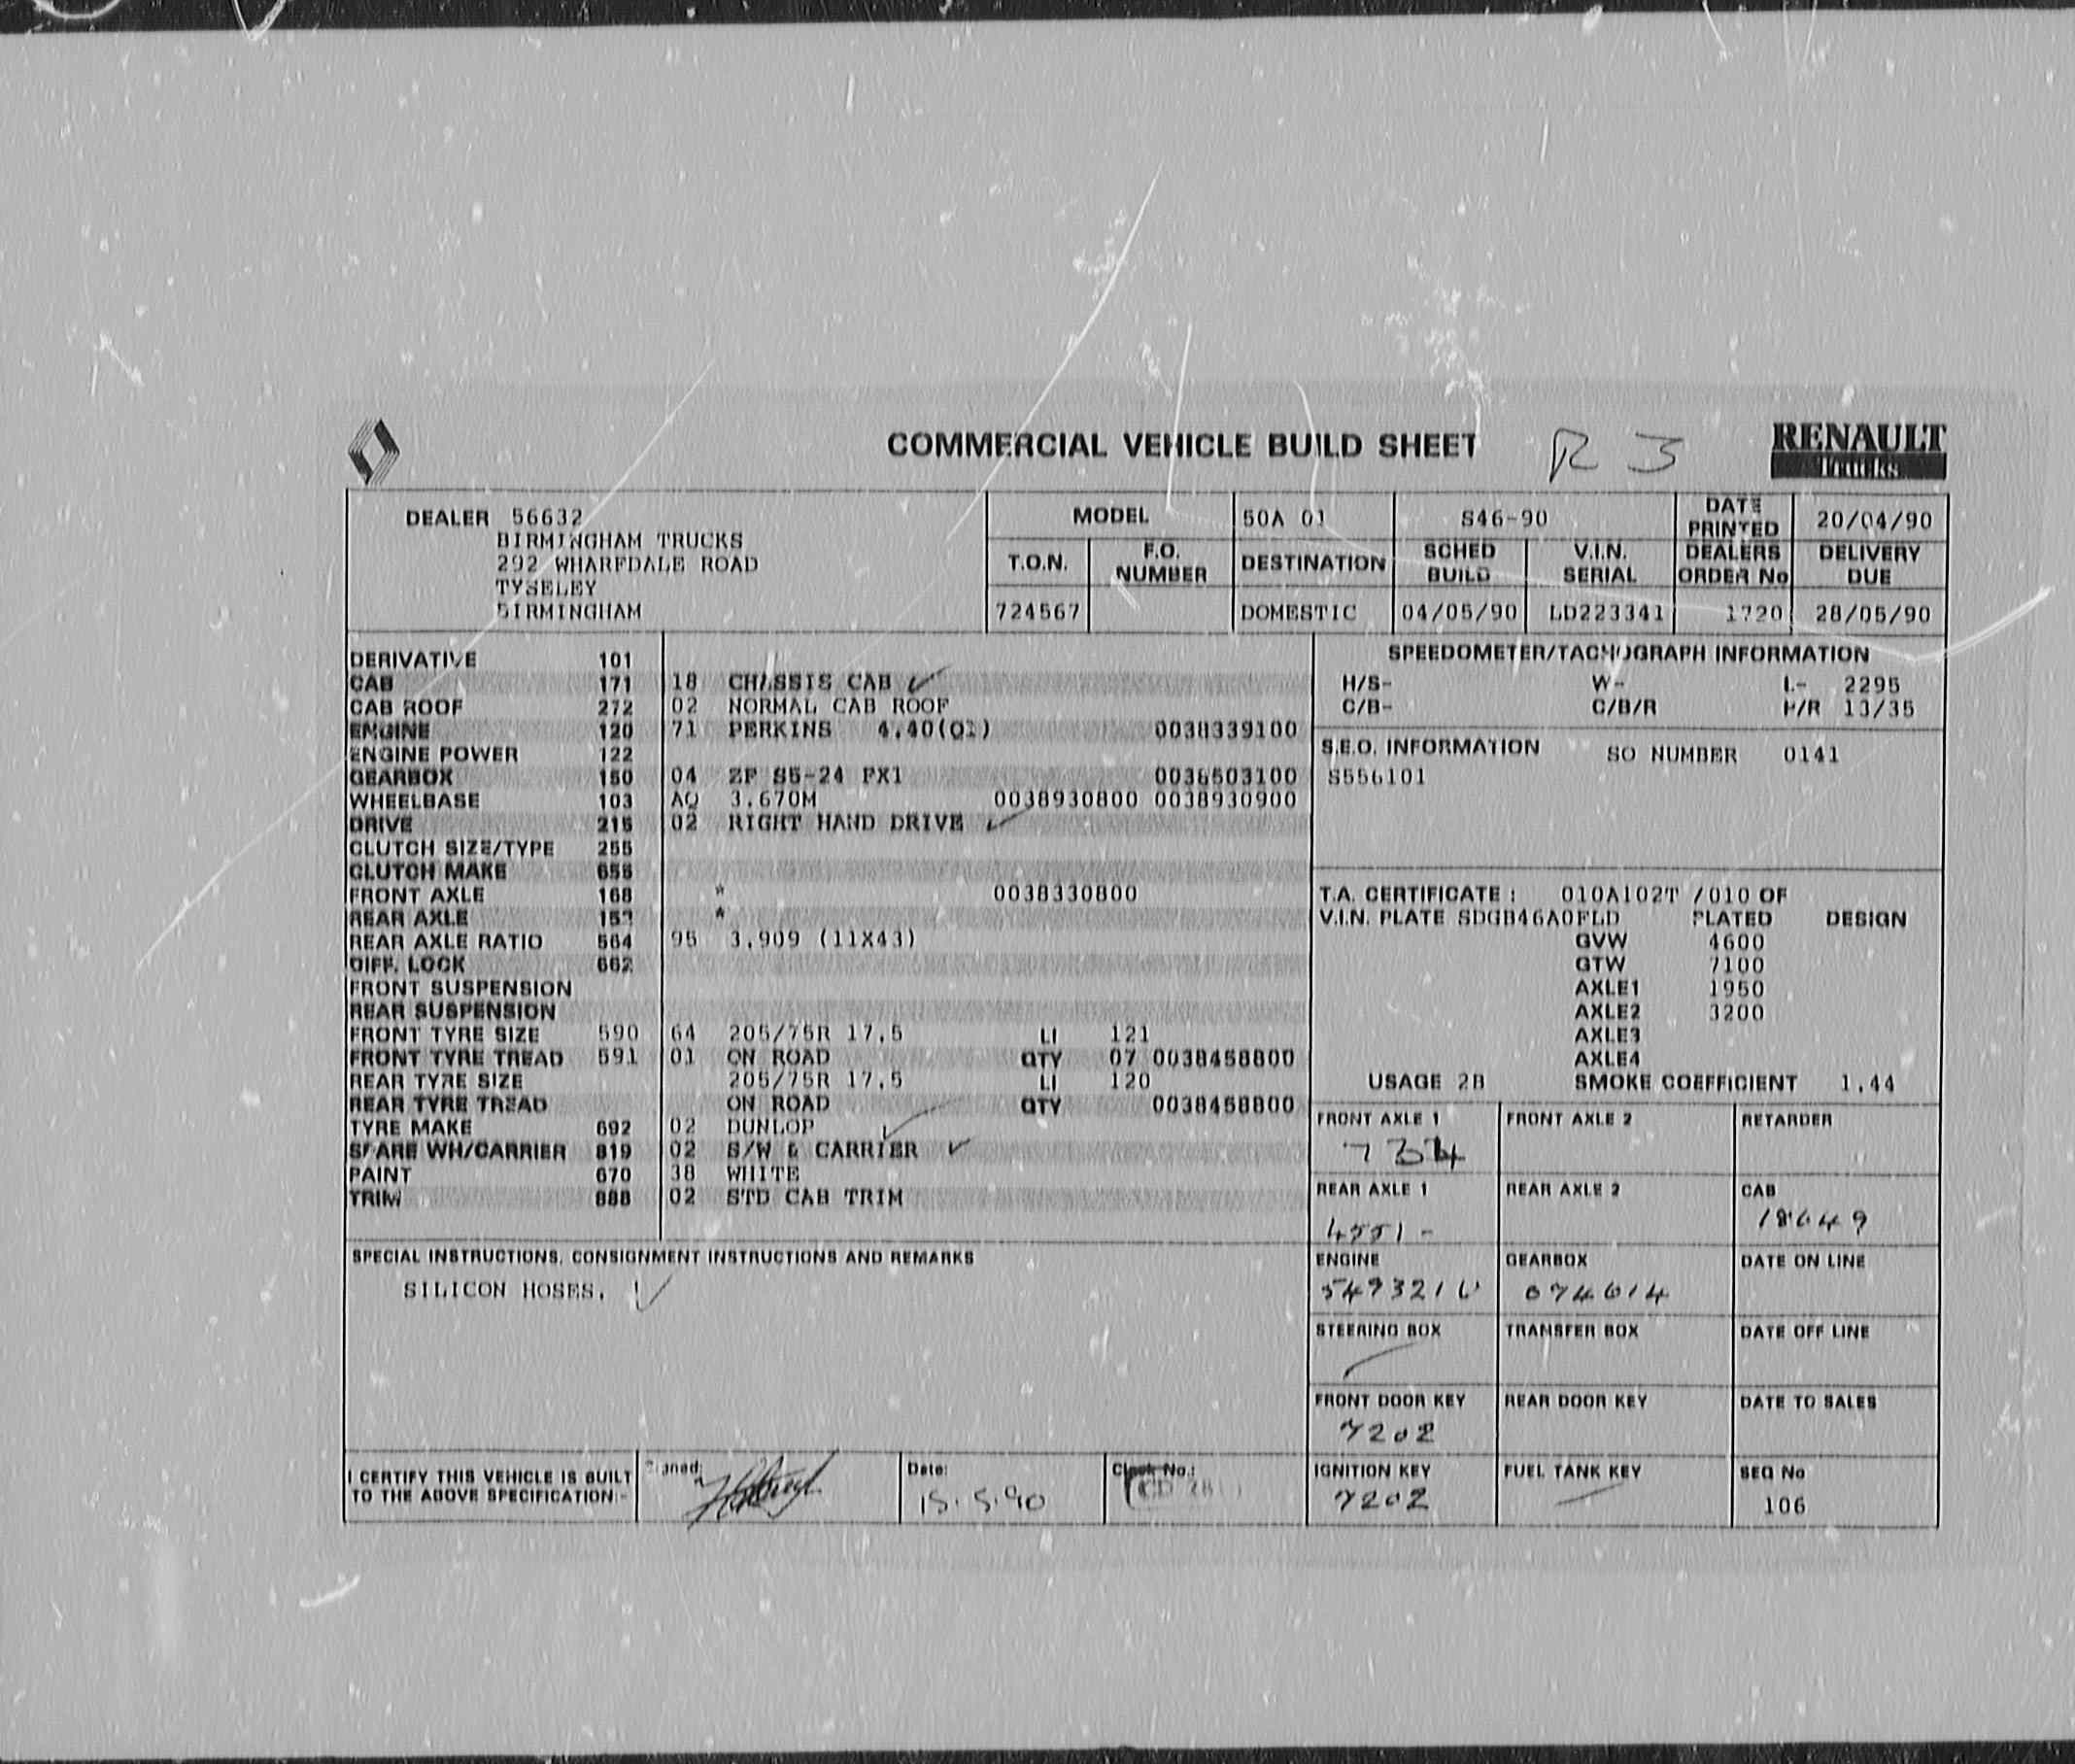 COMMERCIAL VEHICLE BUILD SHEET R 3 RENAULT Trucks
DEALER 56632
BIRMINGHAM TRUCKS
292 WHARFDALE ROAD
TYSELEY
BIRMINGHAM
MODEL 50A 01 S46-90 DATE PRINTED 20/04/90
T.O.N. F.O. NUMBER DESTINATION SCHED BUILD V.I.N. SERIAL DEALERS ORDER No DELIVERY DUE
724567 DOMESTIC 04/05/90 LD223341 1720 28/05/90
DERIVATIVE 101
CAB 171 18 CHASSIS CAB
CAB ROOF 272 02 NORMAL CAB ROOF
ENGINE 120 71 PERKINS 4.40(Q1) 0038339100
ENGINE POWER 122
GEARBOX 150 04 ZF S5-24 PX1 0036503100
WHEELBASE 103 AQ 3.670M 0038930800 0038930900
DRIVE 215 02 RIGHT HAND DRIVE
CLUTCH SIZE/TYPE 255
CLUTCH MAKE 656
FRONT AXLE 168 * 0038330800
REAR AXLE *
REAR AXLE RATIO 564 95 3.909 (11X43)
DIFF. LOCK 662
FRONT SUSPENSION
REAR SUSPENSION
FRONT TYRE SIZE 590 64 205/75R 17.5 LI 121
FRONT TYRE TREAD 591 01 ON ROAD QTY 07 0038458800
REAR TYRE SIZE 205/75R 17.5 LI 120
REAR TYRE TREAD ON ROAD QTY 0038458800
TYRE MAKE 692 02 DUNLOP
SPARE WH/CARRIER 819 02 S/W & CARRIER
PAINT 670 38 WHITE
TRIM 888 02 STD CAB TRIM
SPEEDOMETER/TACHOGRAPH INFORMATION
H/S- W- L- 2295
C/B- C/B/R P/R 13/35
S.E.O. INFORMATION SO NUMBER 0141
S556101
T.A. CERTIFICATE : 010A102T /010 OF
V.I.N. PLATE SDGB46A0FLD PLATED DESIGN
GVW 4600
GTW 7100
AXLE1 1950
AXLE2 3200
AXLE3
AXLE4
USAGE 2B SMOKE COEFFICIENT 1.44
FRONT AXLE 1 FRONT AXLE 2 RETARDER
REAR AXLE 1 REAR AXLE 2 CAB
4551- 18649
SPECIAL INSTRUCTIONS, CONSIGNMENT INSTRUCTIONS AND REMARKS
SILICON HOSES.
ENGINE GEARBOX DATE ON LINE
074614
STEERING BOX TRANSFER BOX DATE OFF LINE
FRONT DOOR KEY REAR DOOR KEY DATE TO SALES
7202
I CERTIFY THIS VEHICLE IS BUILT
TO THE ABOVE SPECIFICATION:-
Signed: Date: Clock No.:
15.5.90 CD
IGNITION KEY FUEL TANK KEY SEQ No
7202 106